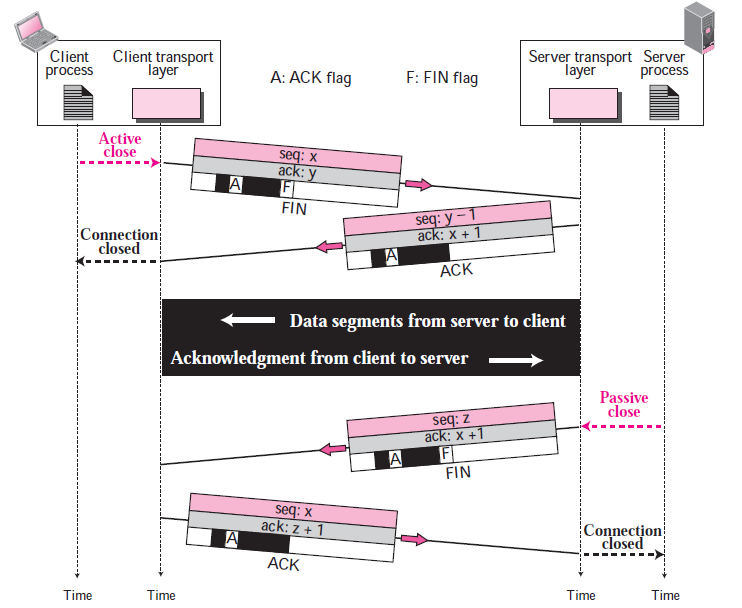 Client process
Client transport layer
Server transport layer
Server process
A: ACK flag
F: FIN flag
Active close
seq: x
ack: y
A
F
FIN
seq: y – 1
ack: x + 1
A
ACK
Connection closed
Data segments from server to client
Acknowledgment from client to server
Passive close
seq: z
ack: x +1
A
F
FIN
seq: x
ack: z + 1
A
ACK
Connection closed
Time
Time
Time
Time